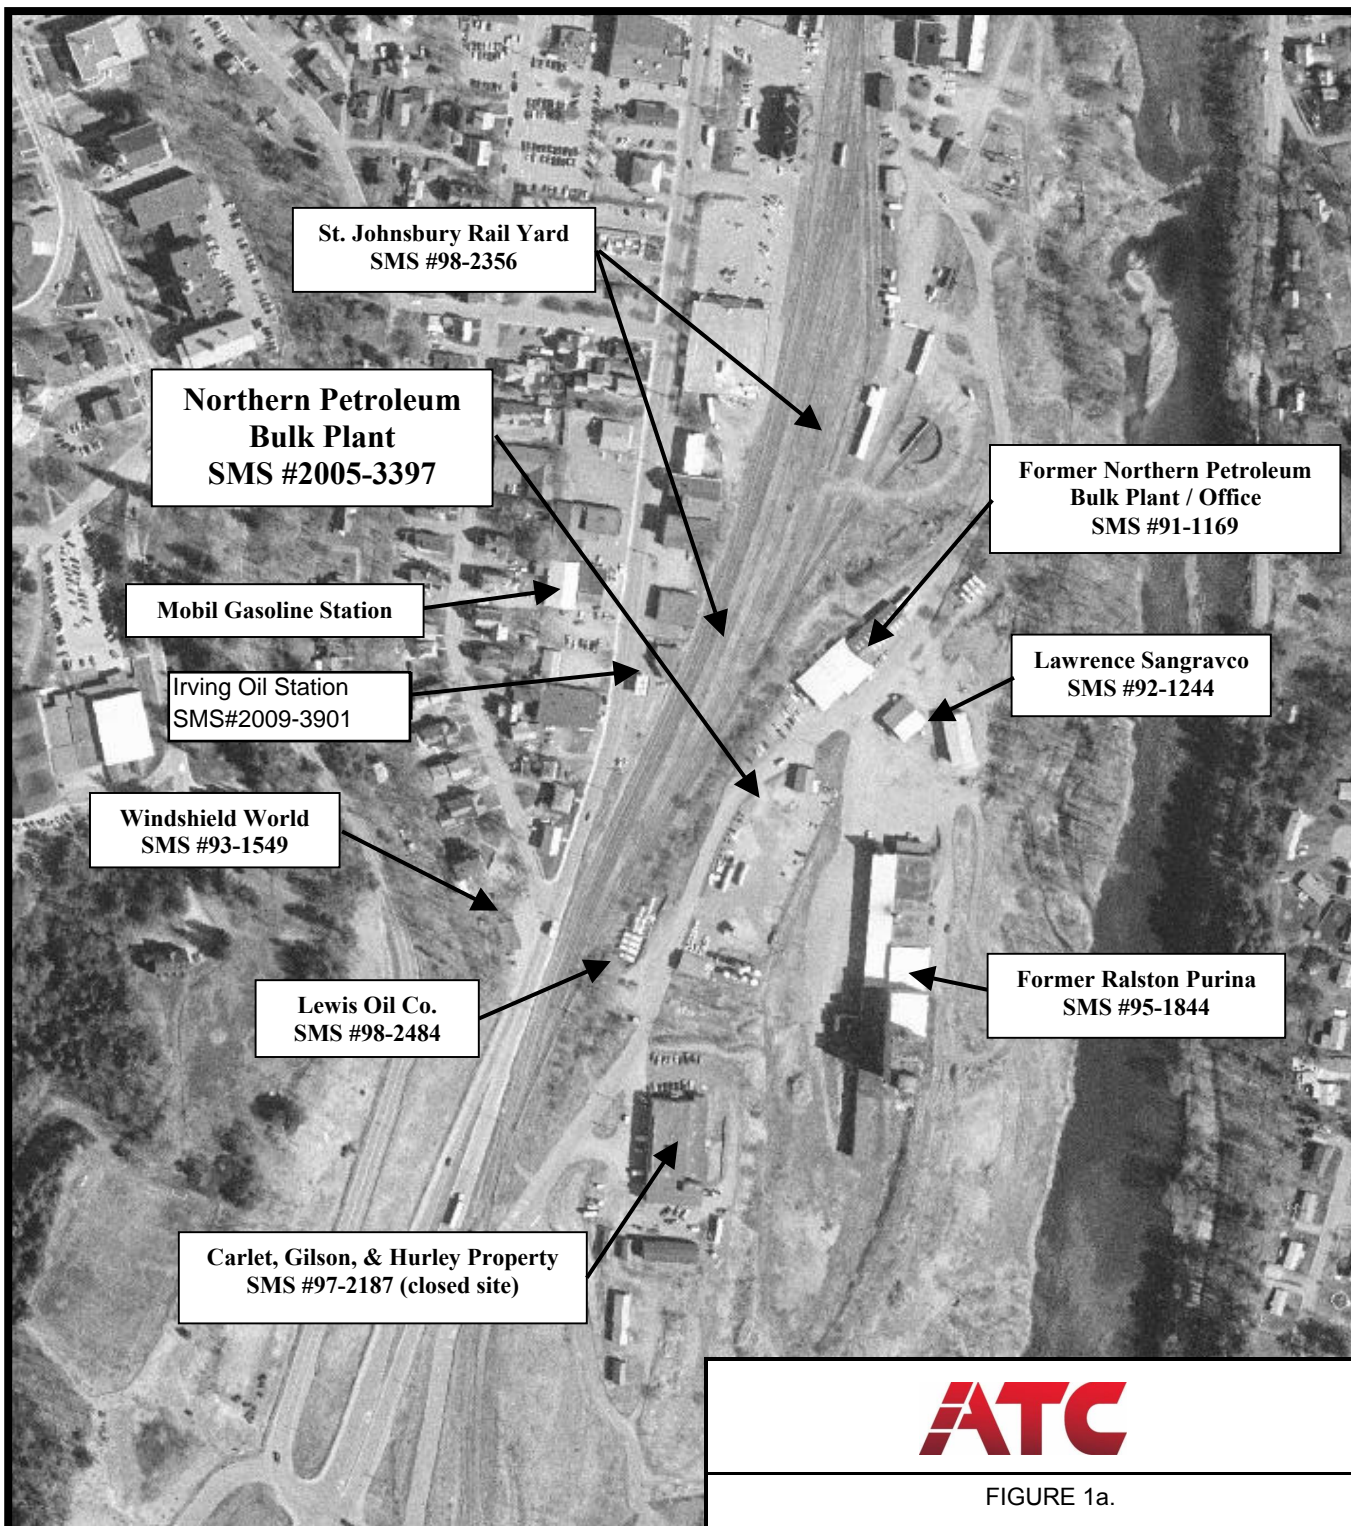 St. Johnsbury Rail Yard
SMS #98-2356
Northern Petroleum
Bulk Plant
SMS #2005-3397
Former Northern Petroleum
Bulk Plant / Office
SMS #91-1169
Mobil Gasoline Station
Lawrence Sangravco
SMS #92-1244
Irving Oil Station
SMS#2009-3901
Windshield World
SMS #93-1549
Former Ralston Purina
SMS #95-1844
Lewis Oil Co.
SMS #98-2484
Carlet, Gilson, & Hurley Property
SMS #97-2187 (closed site)
ATC
FIGURE 1a.